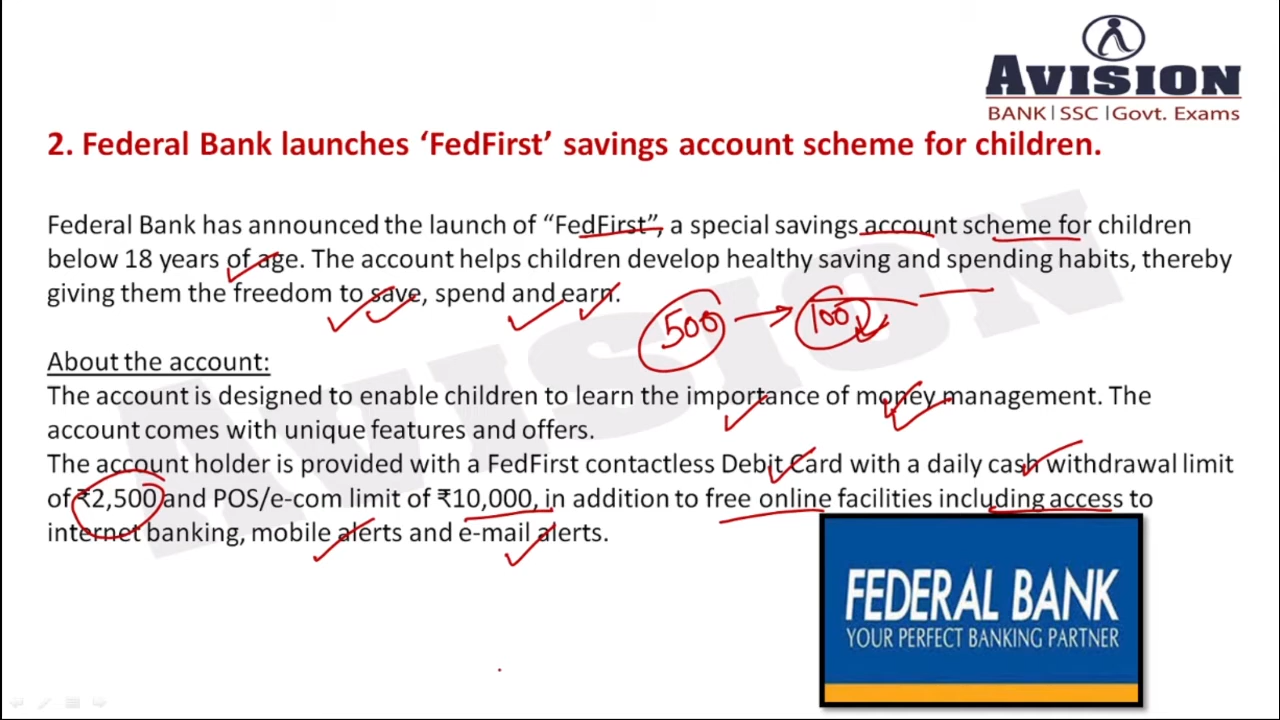 AVISION
BANK | SSC | Govt. Exams
2. Federal Bank launches ‘FedFirst’ savings account scheme for children.
Federal Bank has announced the launch of “FedFirst”, a special savings account scheme for children
below 18 years of age. The account helps children develop healthy saving and spending habits, thereby
giving them the freedom to save, spend and earn.
500 → 100
About the account:
The account is designed to enable children to learn the importance of money management. The
account comes with unique features and offers.
The account holder is provided with a FedFirst contactless Debit Card with a daily cash withdrawal limit
of ₹2,500 and POS/e-com limit of ₹10,000, in addition to free online facilities including access to
internet banking, mobile alerts and e-mail alerts.
AVISION
FEDERAL BANK
YOUR PERFECT BANKING PARTNER